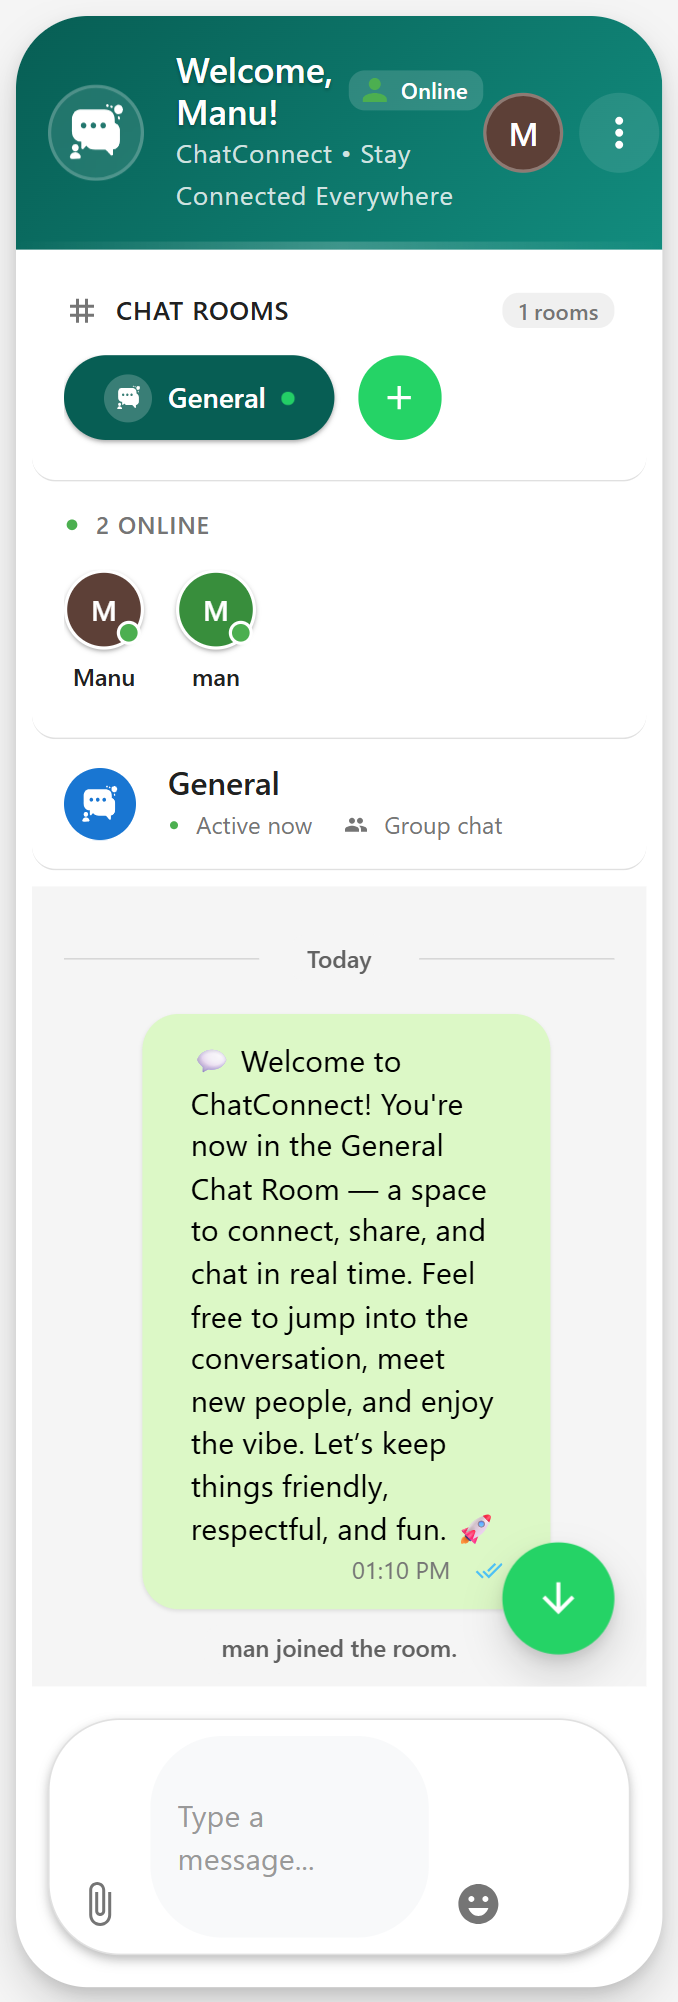 Welcome,
Manu!
Online
ChatConnect • Stay
Connected Everywhere
M
CHAT ROOMS
1 rooms
General
2 ONLINE
M
M
Manu
man
General
Active now
Group chat
Today
💬 Welcome to
ChatConnect! You're
now in the General
Chat Room — a space
to connect, share, and
chat in real time. Feel
free to jump into the
conversation, meet
new people, and enjoy
the vibe. Let’s keep
things friendly,
respectful, and fun. 🚀
01:10 PM
man joined the room.
Type a
message...